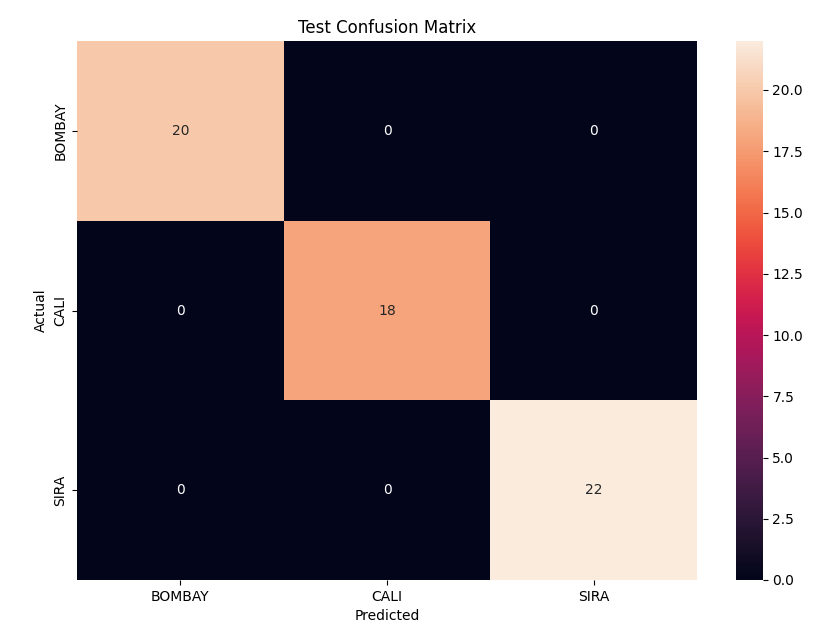 Test Confusion Matrix
BOMBAY
20
0
0
Actual
CALI
0
18
0
SIRA
0
0
22
BOMBAY
CALI
SIRA
Predicted
20.0
17.5
15.0
12.5
10.0
7.5
5.0
2.5
0.0